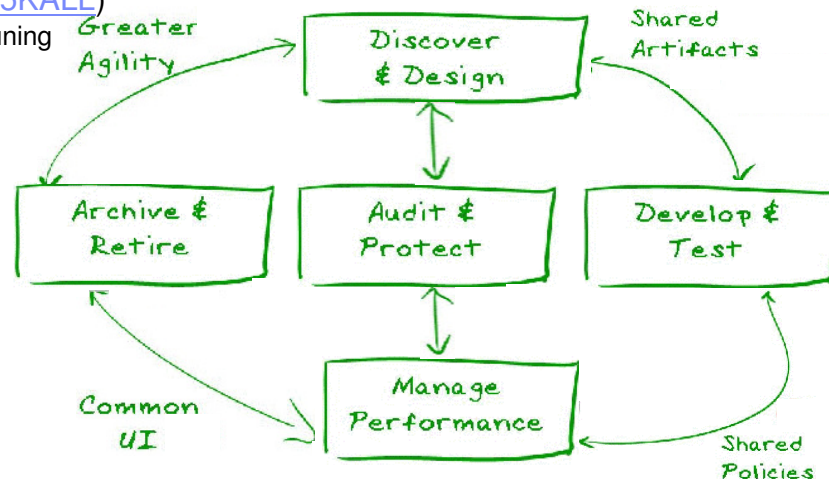 Greater
Agility
Discover
& Design
Shared
Artifacts
Archive &
Retire
Audit &
Protect
Develop &
Test
Manage
Performance
Common
UI
Shared
Policies